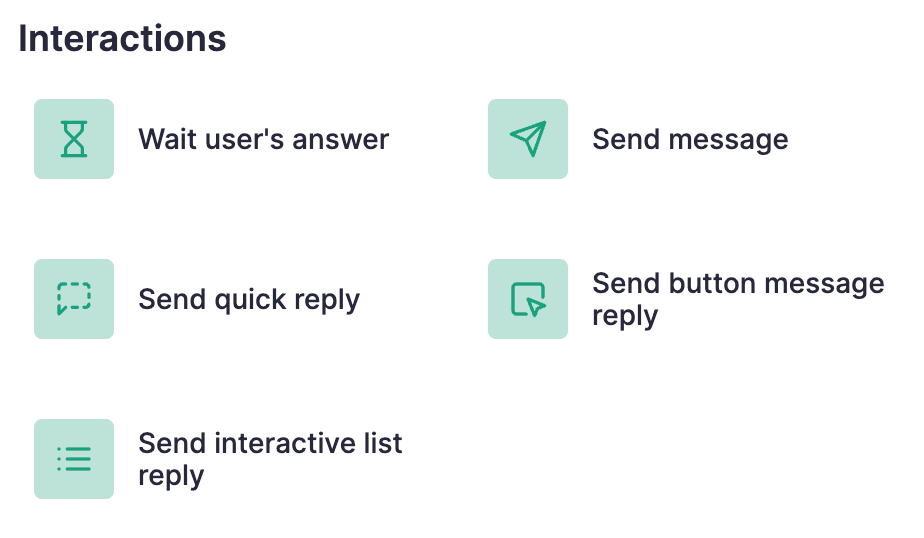 Interactions
Wait user's answer
Send message
Send quick reply
Send button message
reply
Send interactive list
reply